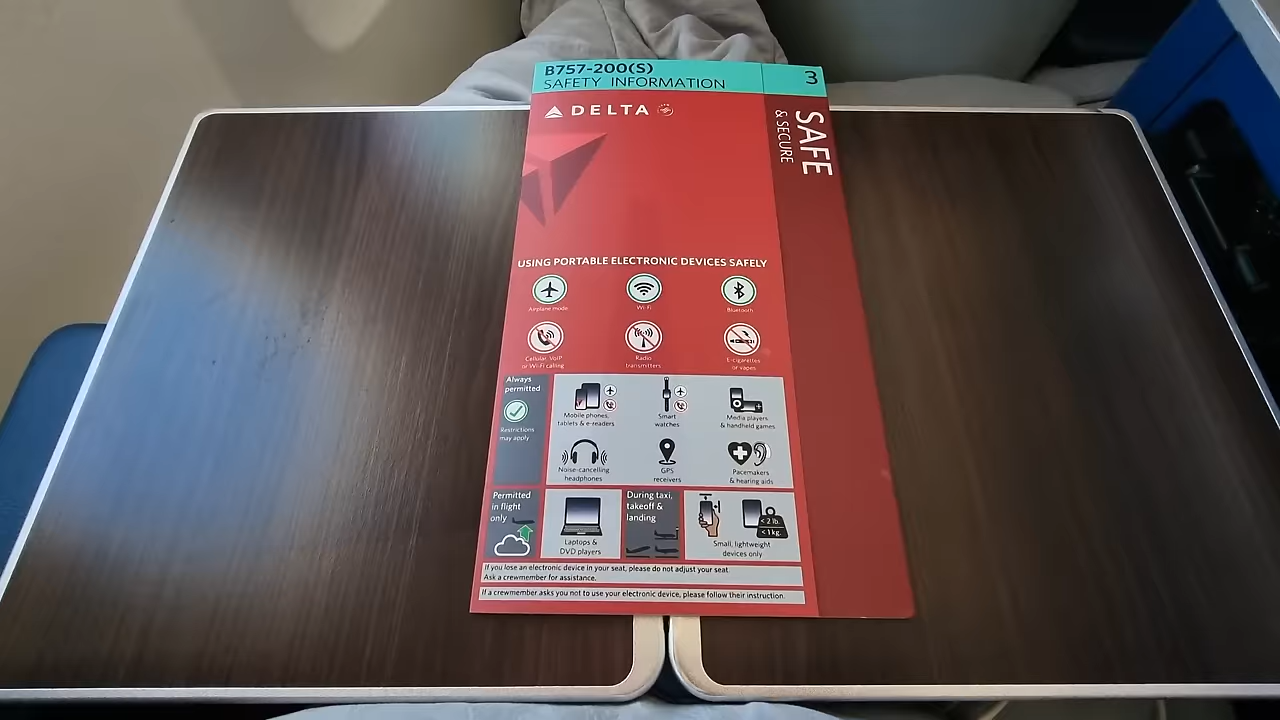 B757-200(S)
SAFETY INFORMATION
3
DELTA
SAFE
& SECURE
USING PORTABLE ELECTRONIC DEVICES SAFELY
Airplane mode
Wi-Fi
Bluetooth
Cellular, VoIP
or Wi-Fi calling
Radio
transmitters
E-cigarettes
or vapes
Always
permitted
Restrictions
may apply
Mobile phones,
tablets & e-readers
Smart
watches
Media players
& handheld games
Noise-cancelling
headphones
GPS
receivers
Pacemakers
& hearing aids
Permitted
in flight
only
Laptops &
DVD players
During taxi,
takeoff &
landing
< 2 lb.
< 1 kg.
Small, lightweight
devices only
If you lose an electronic device in your seat, please do not adjust your seat.
Ask a crewmember for assistance.
If a crewmember asks you not to use your electronic device, please follow their instruction.